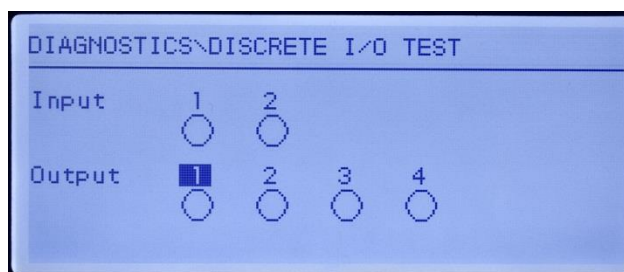 DIAGNOSTICS\DISCRETE I/O TEST
Input 1 2
Output 1 2 3 4